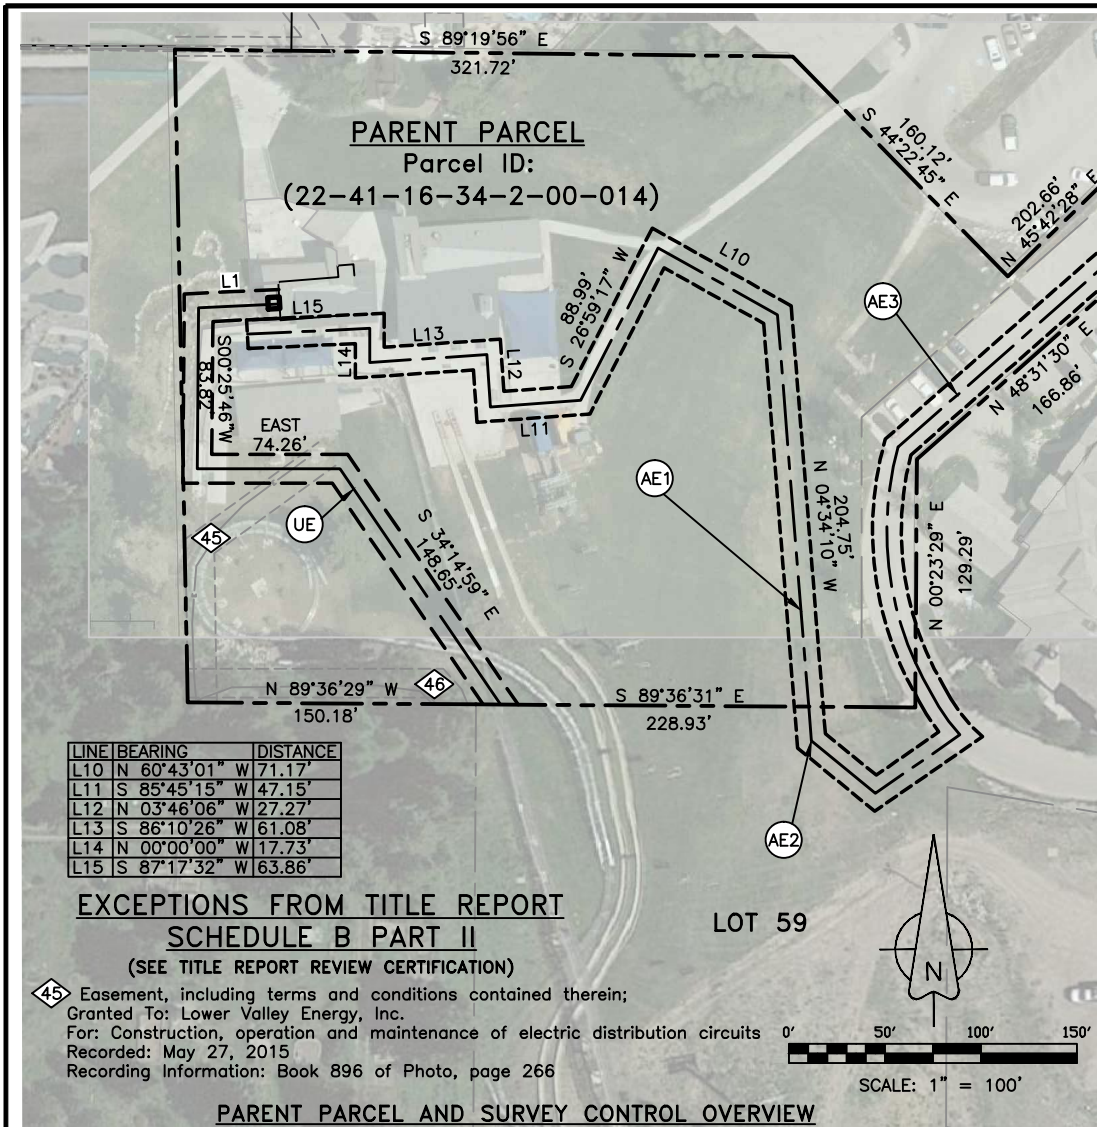 S 89°19'56" E
321.72'
PARENT PARCEL
Parcel ID:
(22-41-16-34-2-00-014)
160.12'
S 44°22'45" E
202.66'
N 45°42'28" E
L1
L15
L13
L14
L12
L11
88.99'
S 26°59'17" W
L10
AE3
N 48°31'30" E
166.86'
S00°25'46"W
83.82'
EAST
74.26'
UE
45
S 34°14'59" E
148.65'
AE1
204.75'
N 04°34'10" W
N 00°23'29" E
129.29'
N 89°36'29" W
150.18'
46
S 89°36'31" E
228.93'
LINE BEARING DISTANCE
L10 N 60°43'01" W 71.17'
L11 S 85°45'15" W 47.15'
L12 N 03°46'06" W 27.27'
L13 S 86°10'26" W 61.08'
L14 N 00°00'00" W 17.73'
L15 S 87°17'32" W 63.86'
AE2
LOT 59
EXCEPTIONS FROM TITLE REPORT
SCHEDULE B PART II
(SEE TITLE REPORT REVIEW CERTIFICATION)
45 Easement, including terms and conditions contained therein;
Granted To: Lower Valley Energy, Inc.
For: Construction, operation and maintenance of electric distribution circuits
Recorded: May 27, 2015
Recording Information: Book 896 of Photo, page 266
N
0' 50' 100' 150'
SCALE: 1" = 100'
PARENT PARCEL AND SURVEY CONTROL OVERVIEW